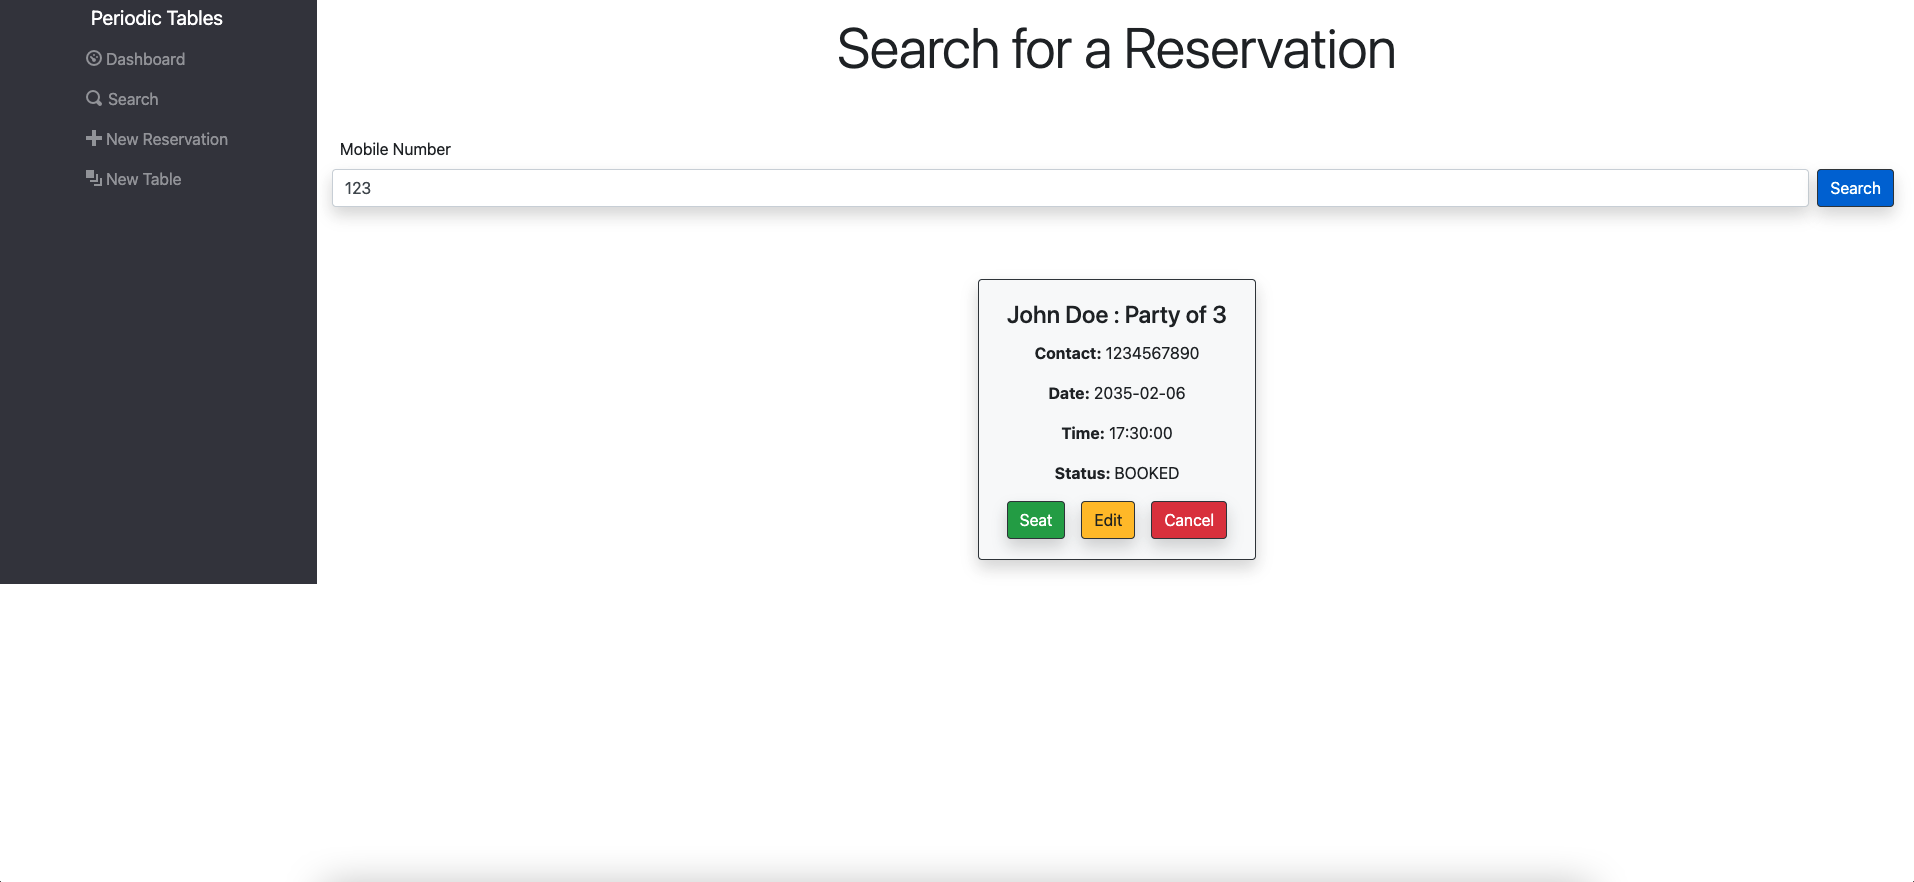 Periodic Tables
Dashboard
Search
New Reservation
New Table
Search for a Reservation
Mobile Number
123
Search
John Doe : Party of 3
Contact: 1234567890
Date: 2035-02-06
Time: 17:30:00
Status: BOOKED
Seat Edit Cancel